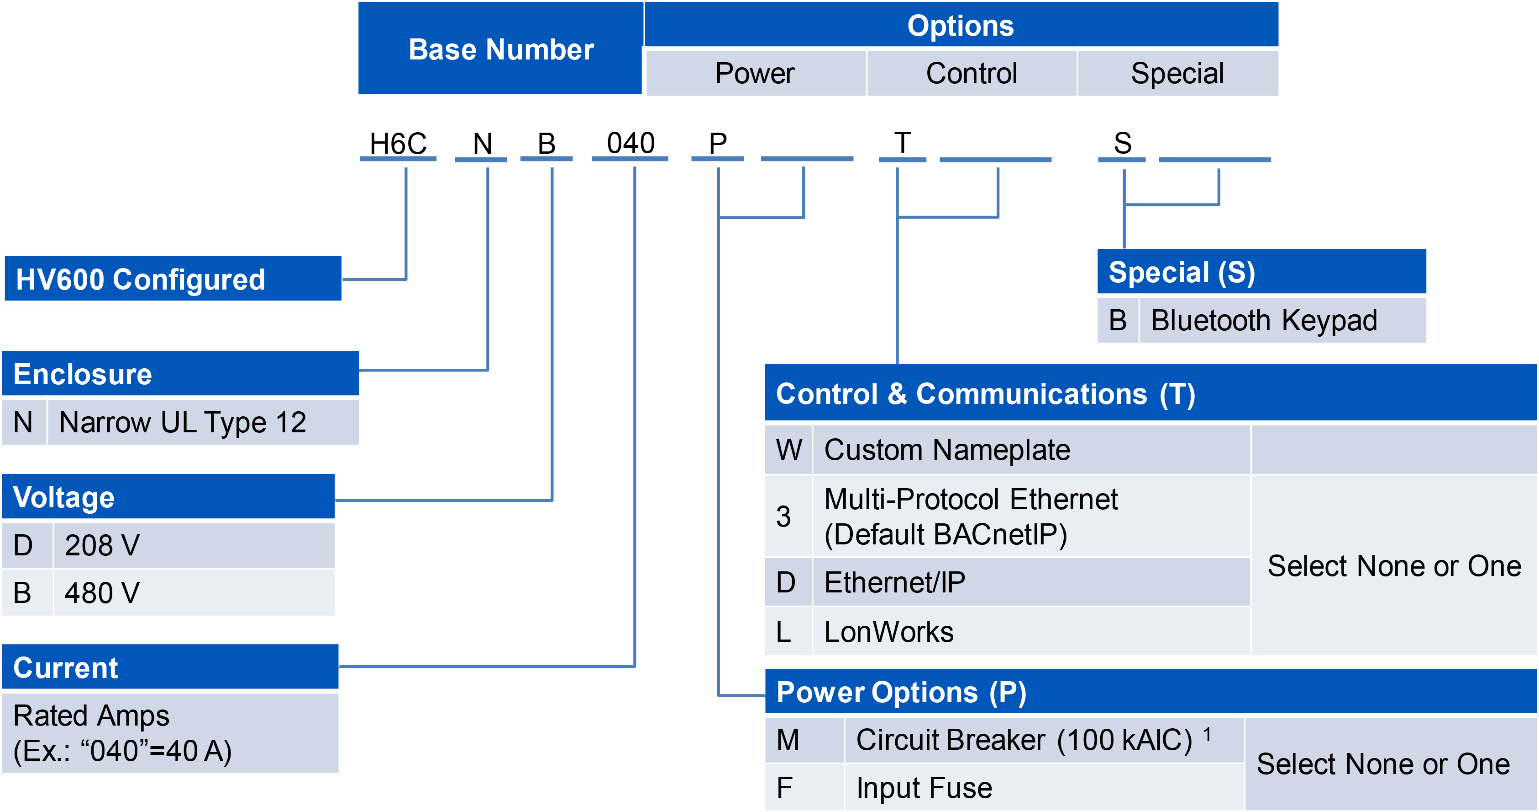 Base Number
Options
Power Control Special
H6C N B 040 P T S
HV600 Configured
Special (S)
B Bluetooth Keypad
Enclosure
N Narrow UL Type 12
Voltage
D 208 V
B 480 V
Current
Rated Amps
(Ex.: “040”=40 A)
Control & Communications (T)
W Custom Nameplate
3 Multi-Protocol Ethernet
(Default BACnetIP)
D Ethernet/IP
L LonWorks
Select None or One
Power Options (P)
M Circuit Breaker (100 kAIC) ¹
F Input Fuse
Select None or One